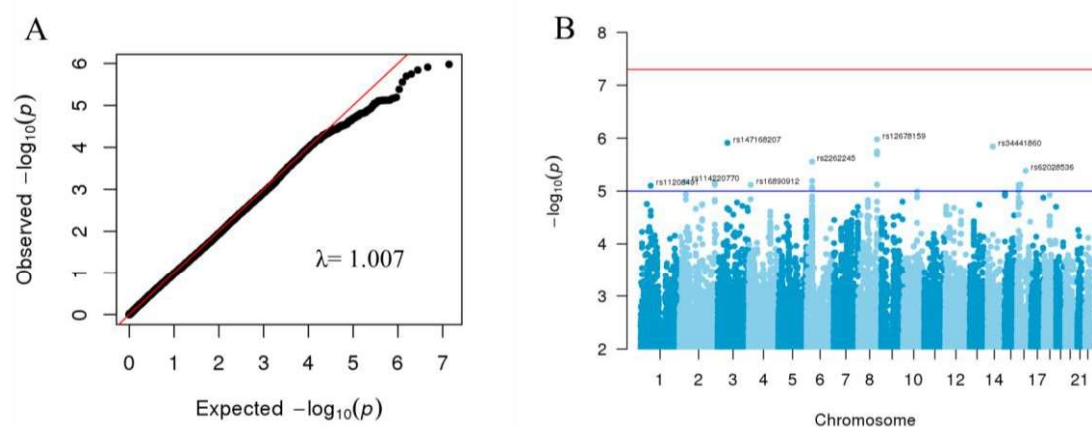 A
Observed −log10(p)
6
5
4
3
2
1
0
λ= 1.007
0 1 2 3 4 5 6 7
Expected −log10(p)
B
−log10(p)
8
7
6
5
4
3
2
rs147168207
rs12678159
rs34441860
rs2262245
rs62028536
rs114220770
rs16890912
1 2 3 4 5 6 7 8 10 12 14 17 21
Chromosome